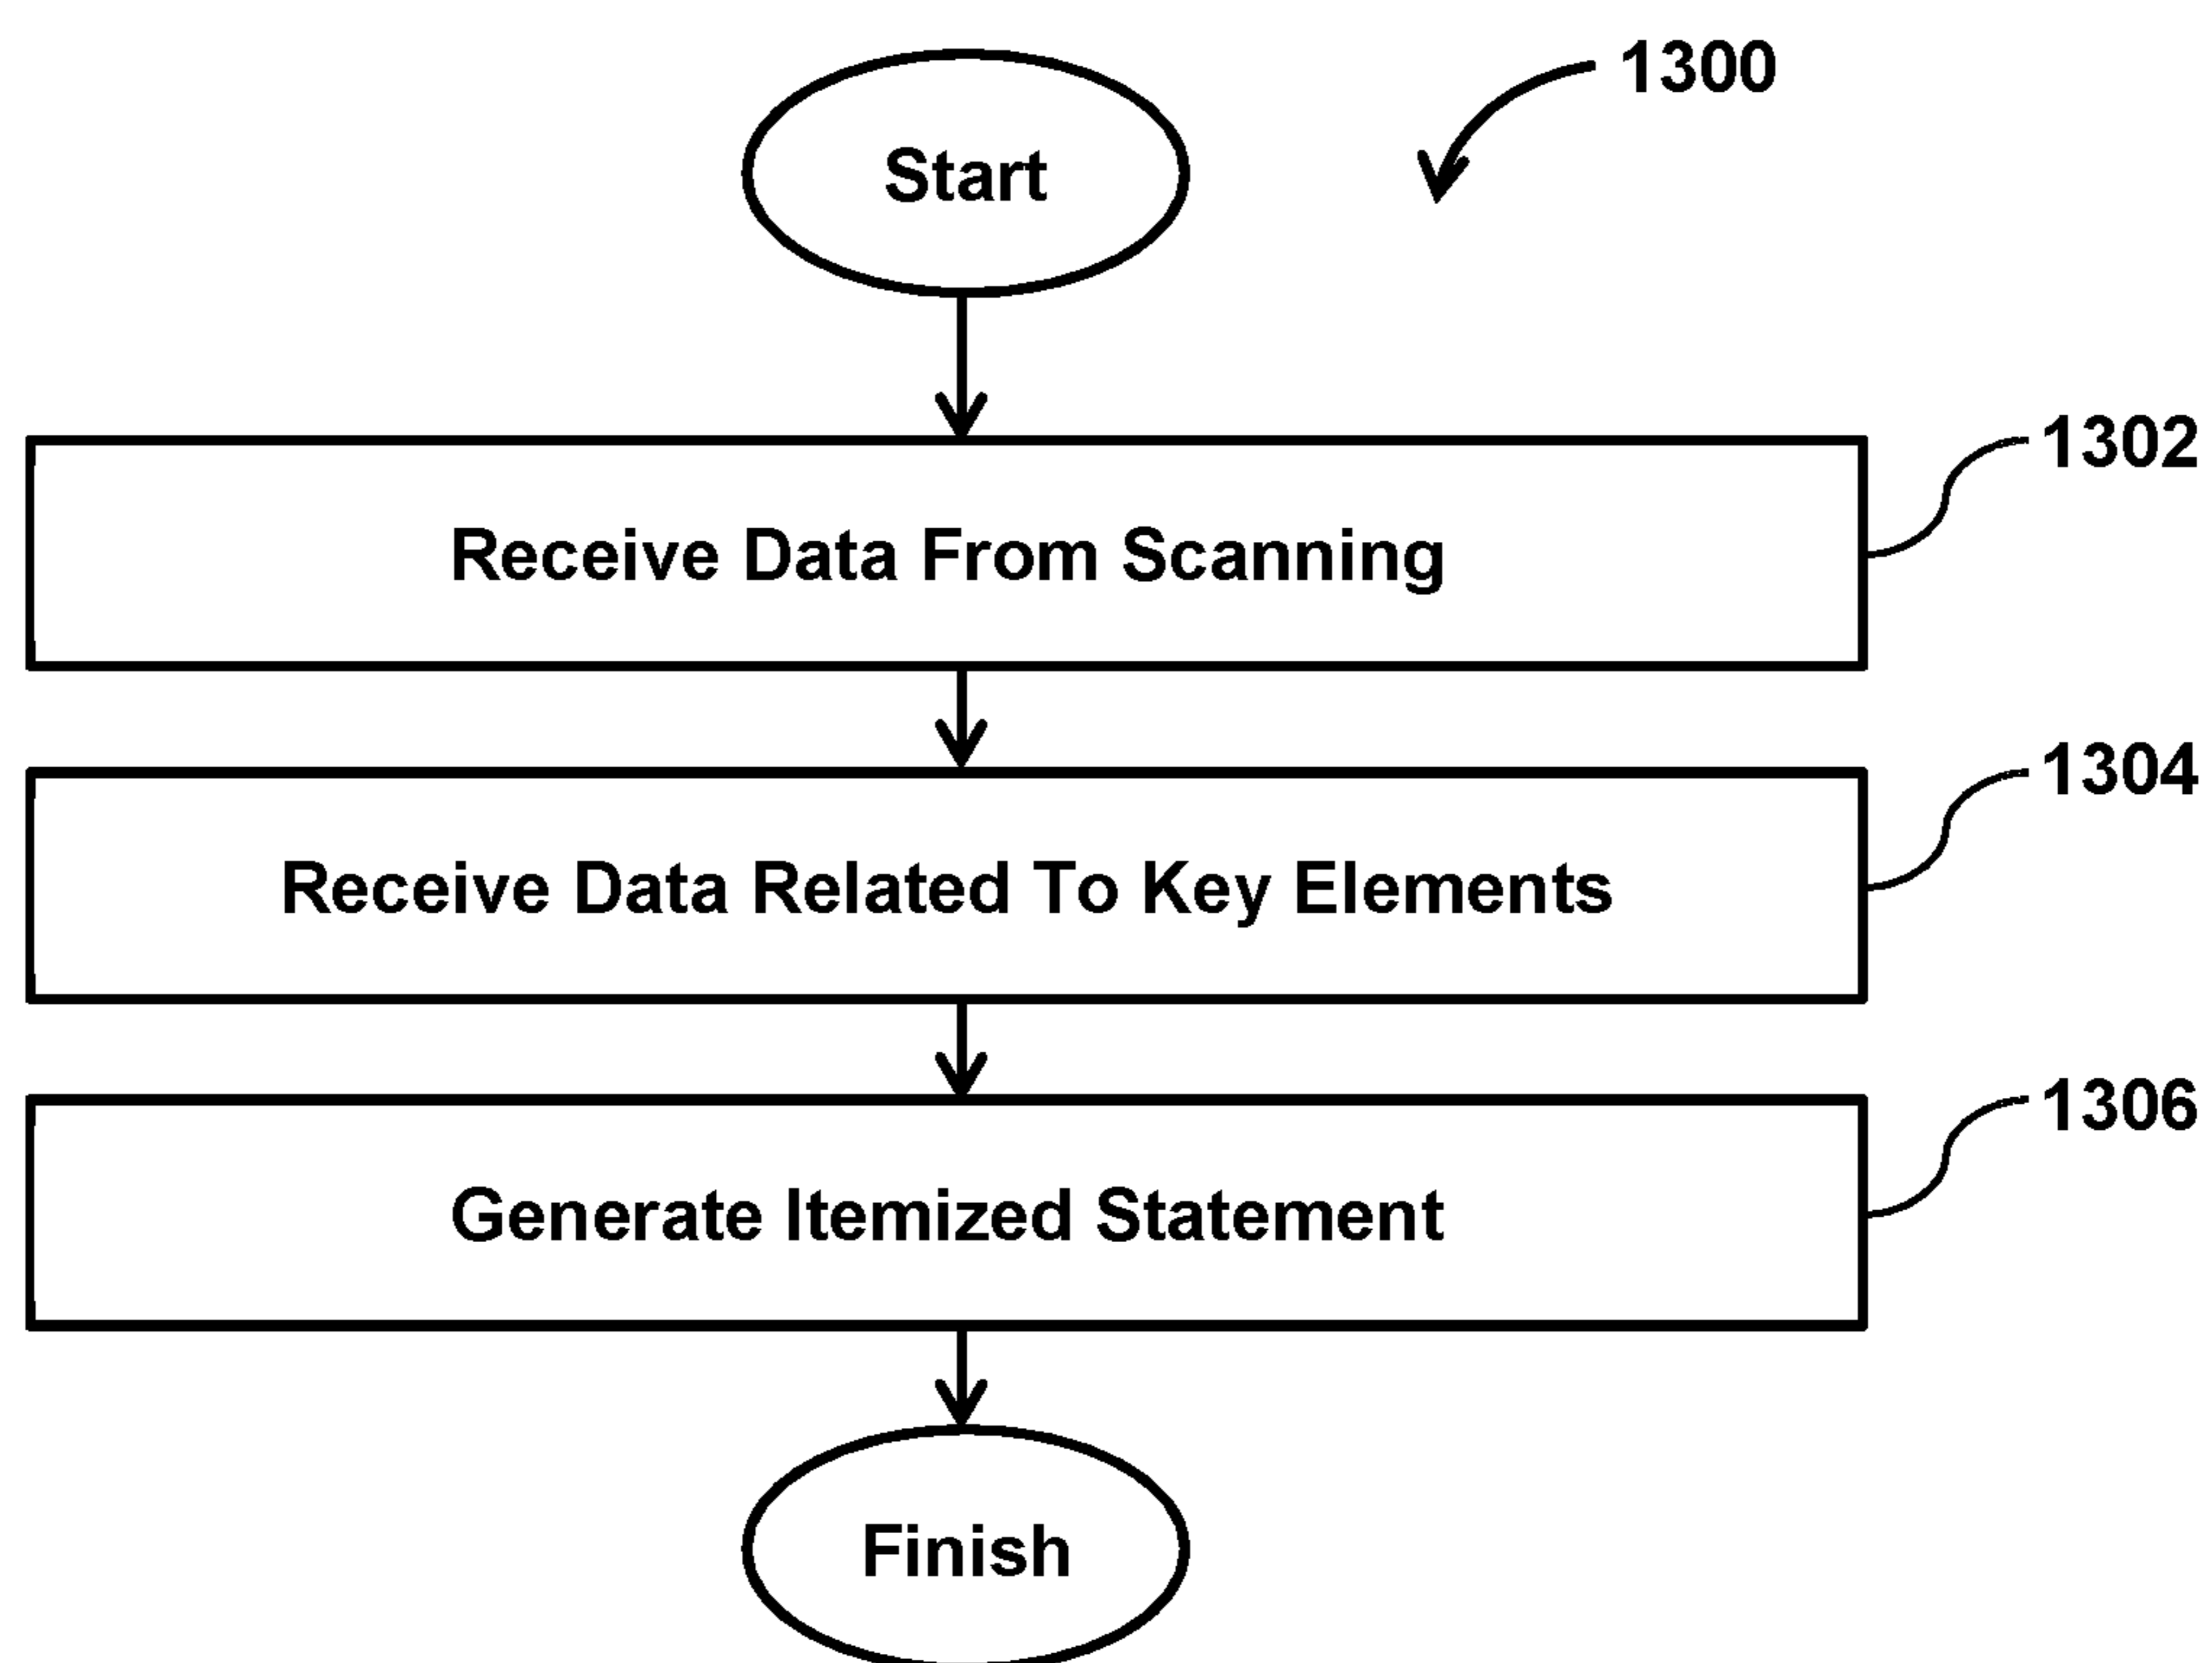 1300
Start
1302
Receive Data From Scanning
1304
Receive Data Related To Key Elements
1306
Generate Itemized Statement
Finish